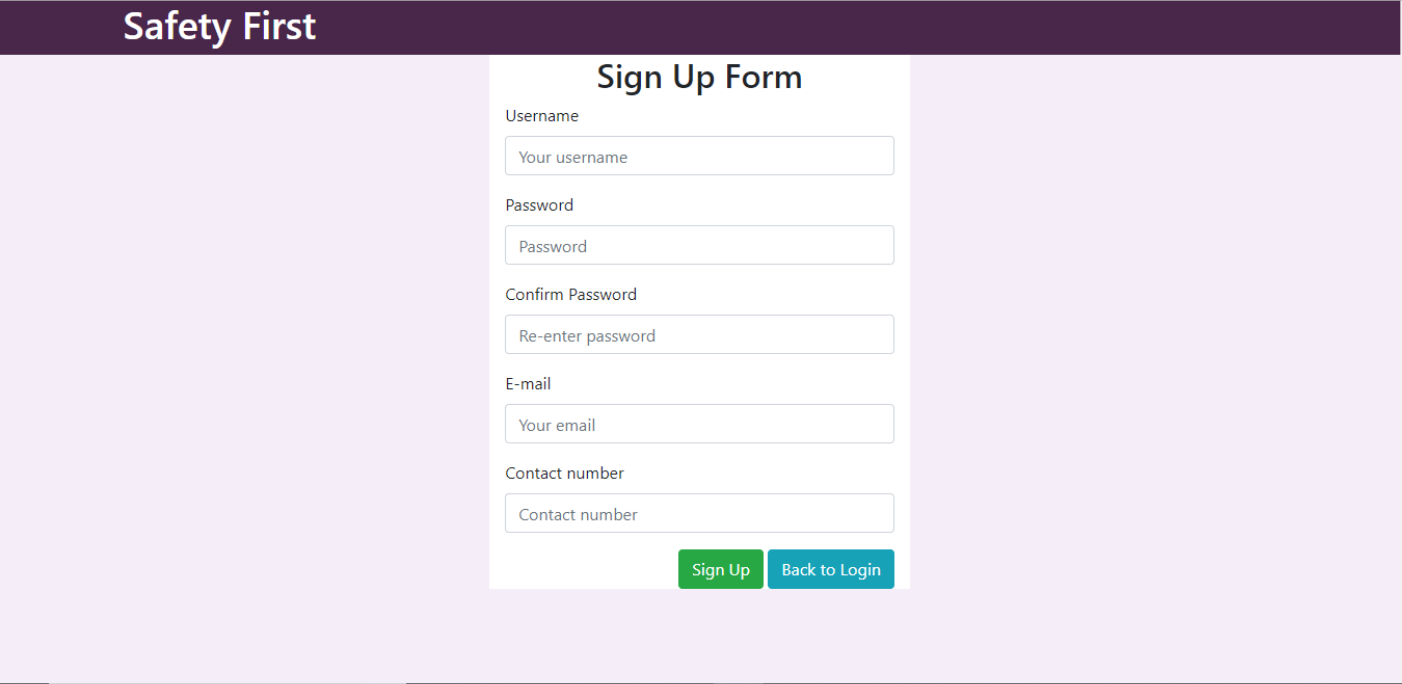 Safety First
Sign Up Form
Username
Your username
Password
Password
Confirm Password
Re-enter password
E-mail
Your email
Contact number
Contact number
Sign Up Back to Login